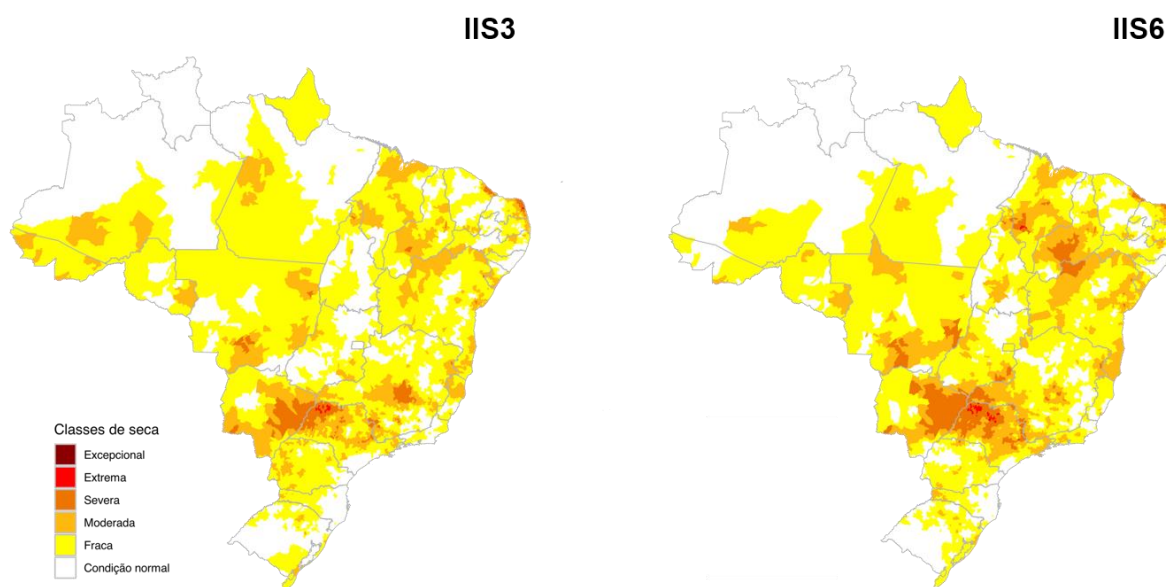 IIS3
IIS6
Classes de seca
Excepcional
Extrema
Severa
Moderada
Fraca
Condição normal